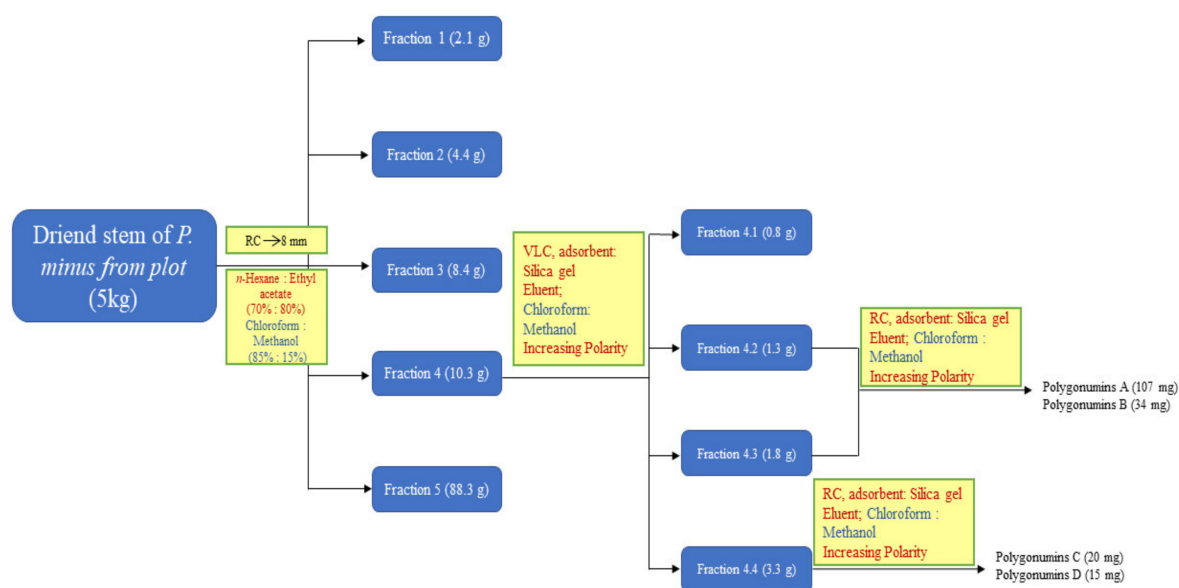 Fraction 1 (2.1 g)
Fraction 2 (4.4 g)
Driend stem of P.
minus from plot
(5kg)
RC →8 mm
n-Hexane : Ethyl
acetate
(70% : 80%)
Chloroform :
Methanol
(85% : 15%)
Fraction 3 (8.4 g)
Fraction 4 (10.3 g)
Fraction 5 (88.3 g)
VLC, adsorbent:
Silica gel
Eluent;
Chloroform:
Methanol
Increasing Polarity
Fraction 4.1 (0.8 g)
Fraction 4.2 (1.3 g)
Fraction 4.3 (1.8 g)
Fraction 4.4 (3.3 g)
RC, adsorbent: Silica gel
Eluent; Chloroform :
Methanol
Increasing Polarity
Polygonumins A (107 mg)
Polygonumins B (34 mg)
RC, adsorbent: Silica gel
Eluent; Chloroform :
Methanol
Increasing Polarity
Polygonumins C (20 mg)
Polygonumins D (15 mg)